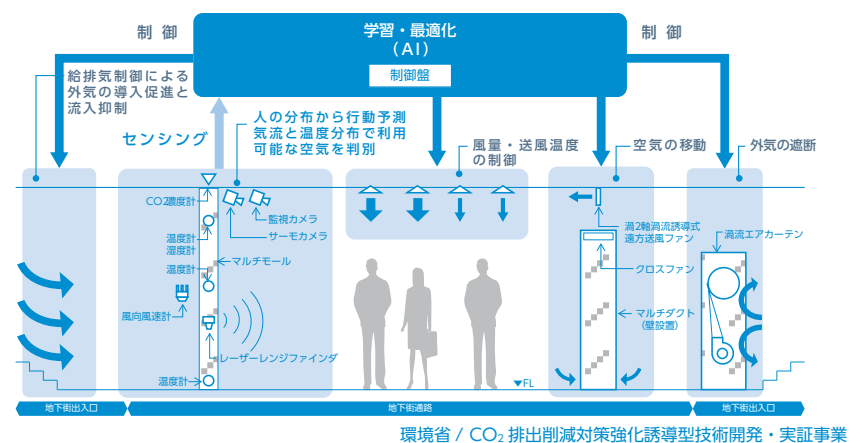 学習・最適化
(AI)
制御盤
制御
制御
給排気制御による
外気の導入促進と
流入抑制
センシング
人の分布から行動予測
気流と温度分布で利用
可能な空気を判別
風量・送風温度
の制御
空気の移動
外気の遮断
CO2濃度計
監視カメラ
サーモカメラ
温度計
湿度計
マルチモール
温度計
風向風速計
レーザーレンジファインダ
温度計
渦2軸渦流誘導式
遠方送風ファン
クロスファン
マルチダクト
(壁設置)
渦流エアカーテン
▼FL
地下街出入口
地下街通路
地下街出入口
環境省 / CO₂ 排出削減対策強化誘導型技術開発・実証事業